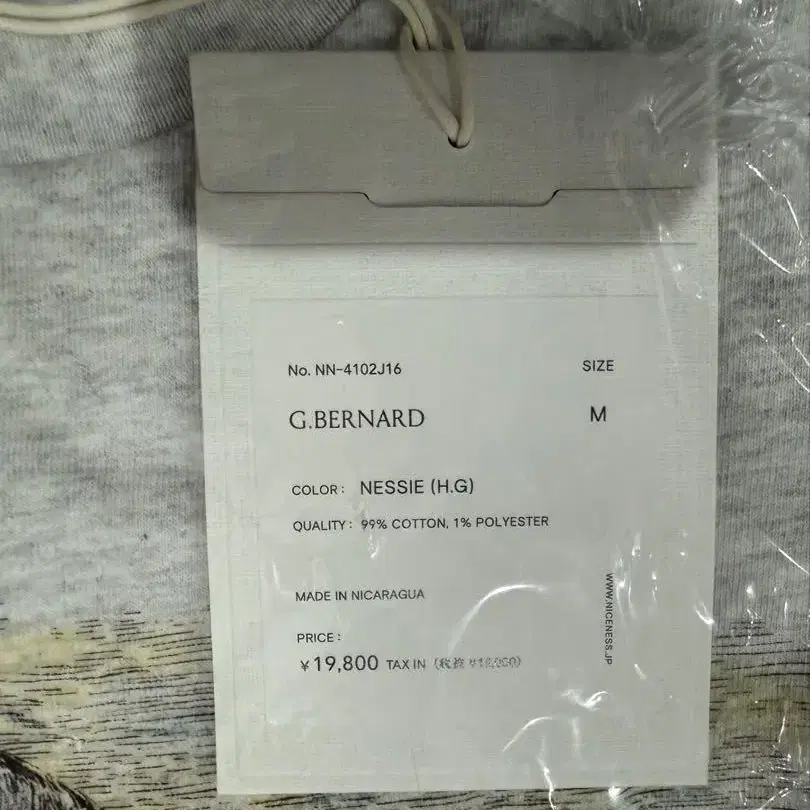 No. NN-4102J16
SIZE
G.BERNARD
M
COLOR : NESSIE (H.G)
QUALITY : 99% COTTON, 1% POLYESTER
MADE IN NICARAGUA
WWW.NICENESS.JP
PRICE :
¥19,800 TAX IN